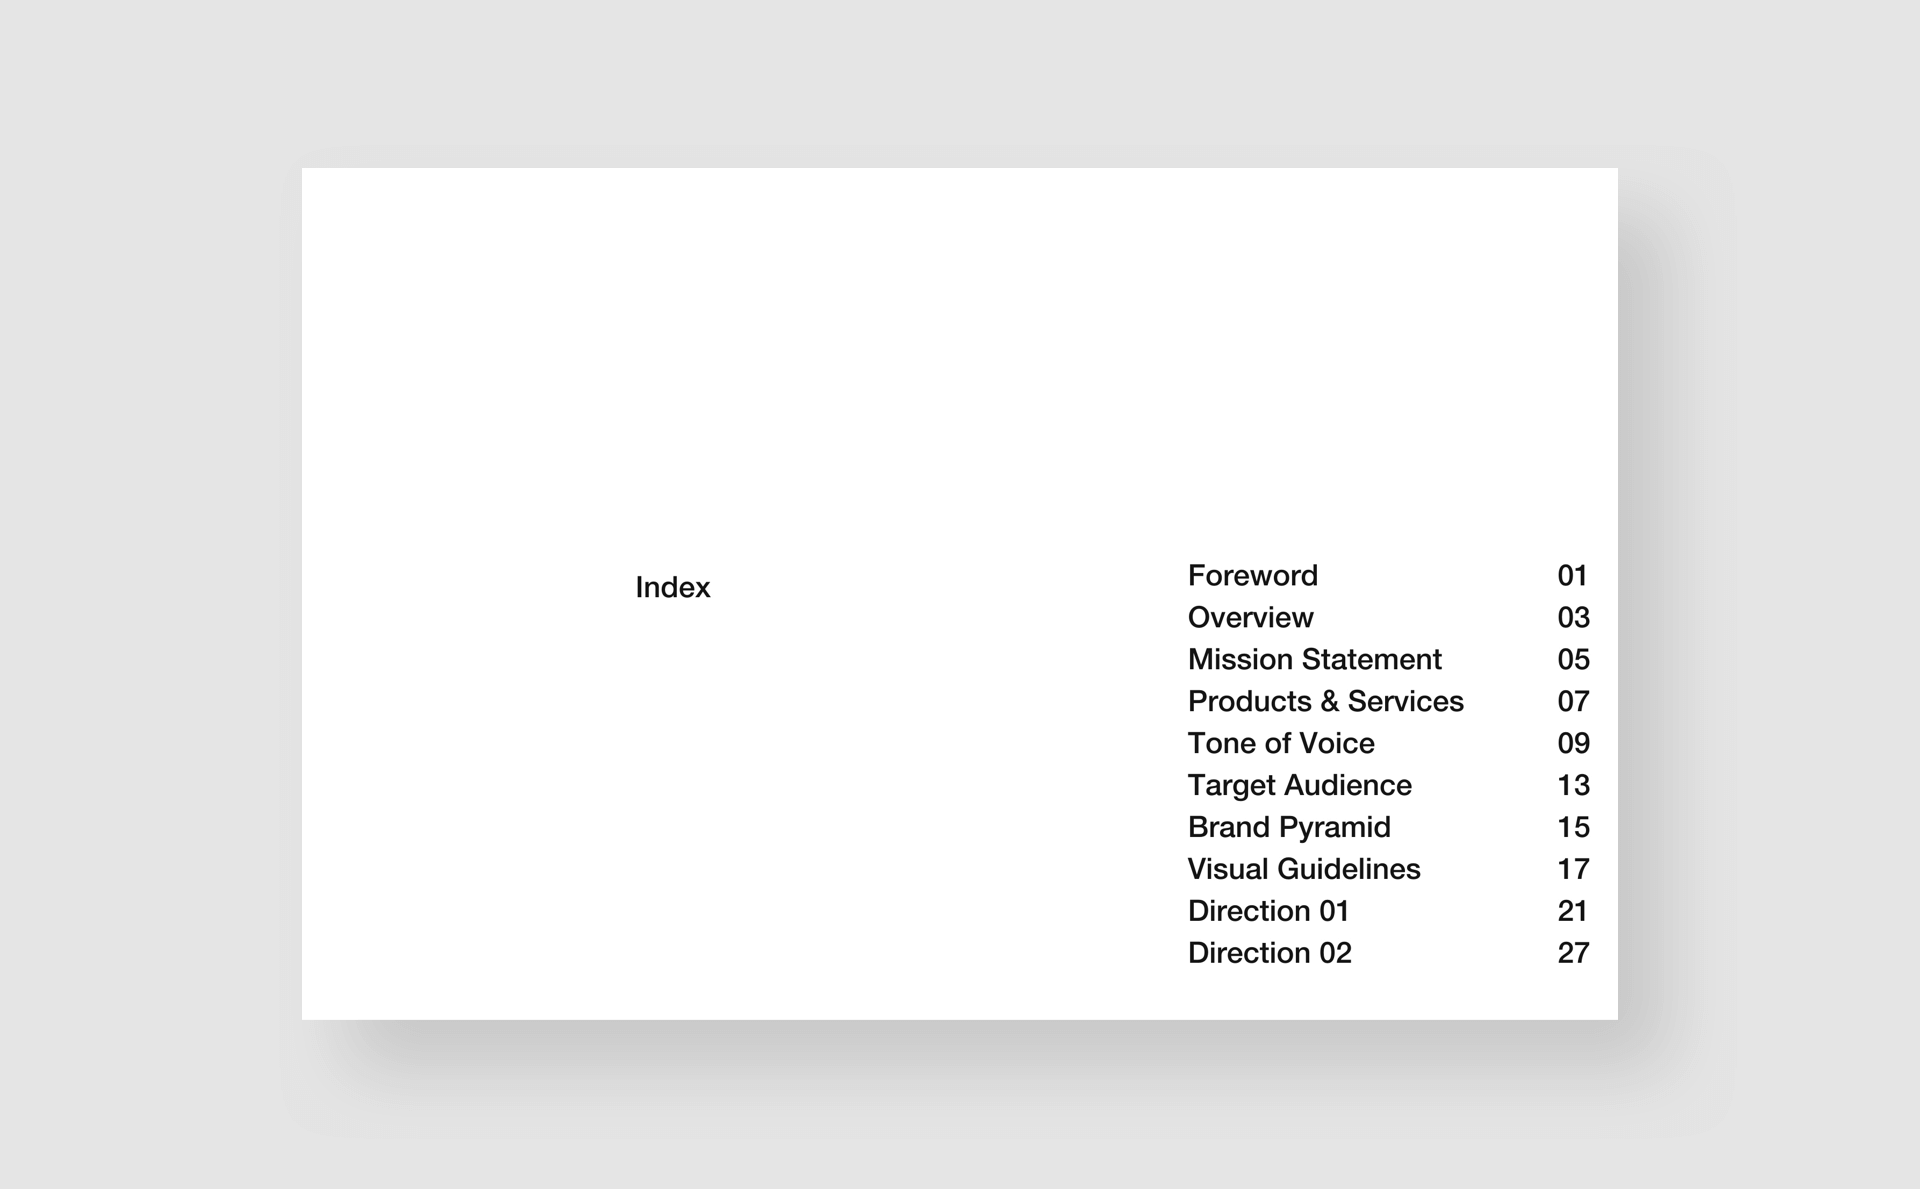 Index
Foreword 01
Overview 03
Mission Statement 05
Products & Services 07
Tone of Voice 09
Target Audience 13
Brand Pyramid 15
Visual Guidelines 17
Direction 01 21
Direction 02 27